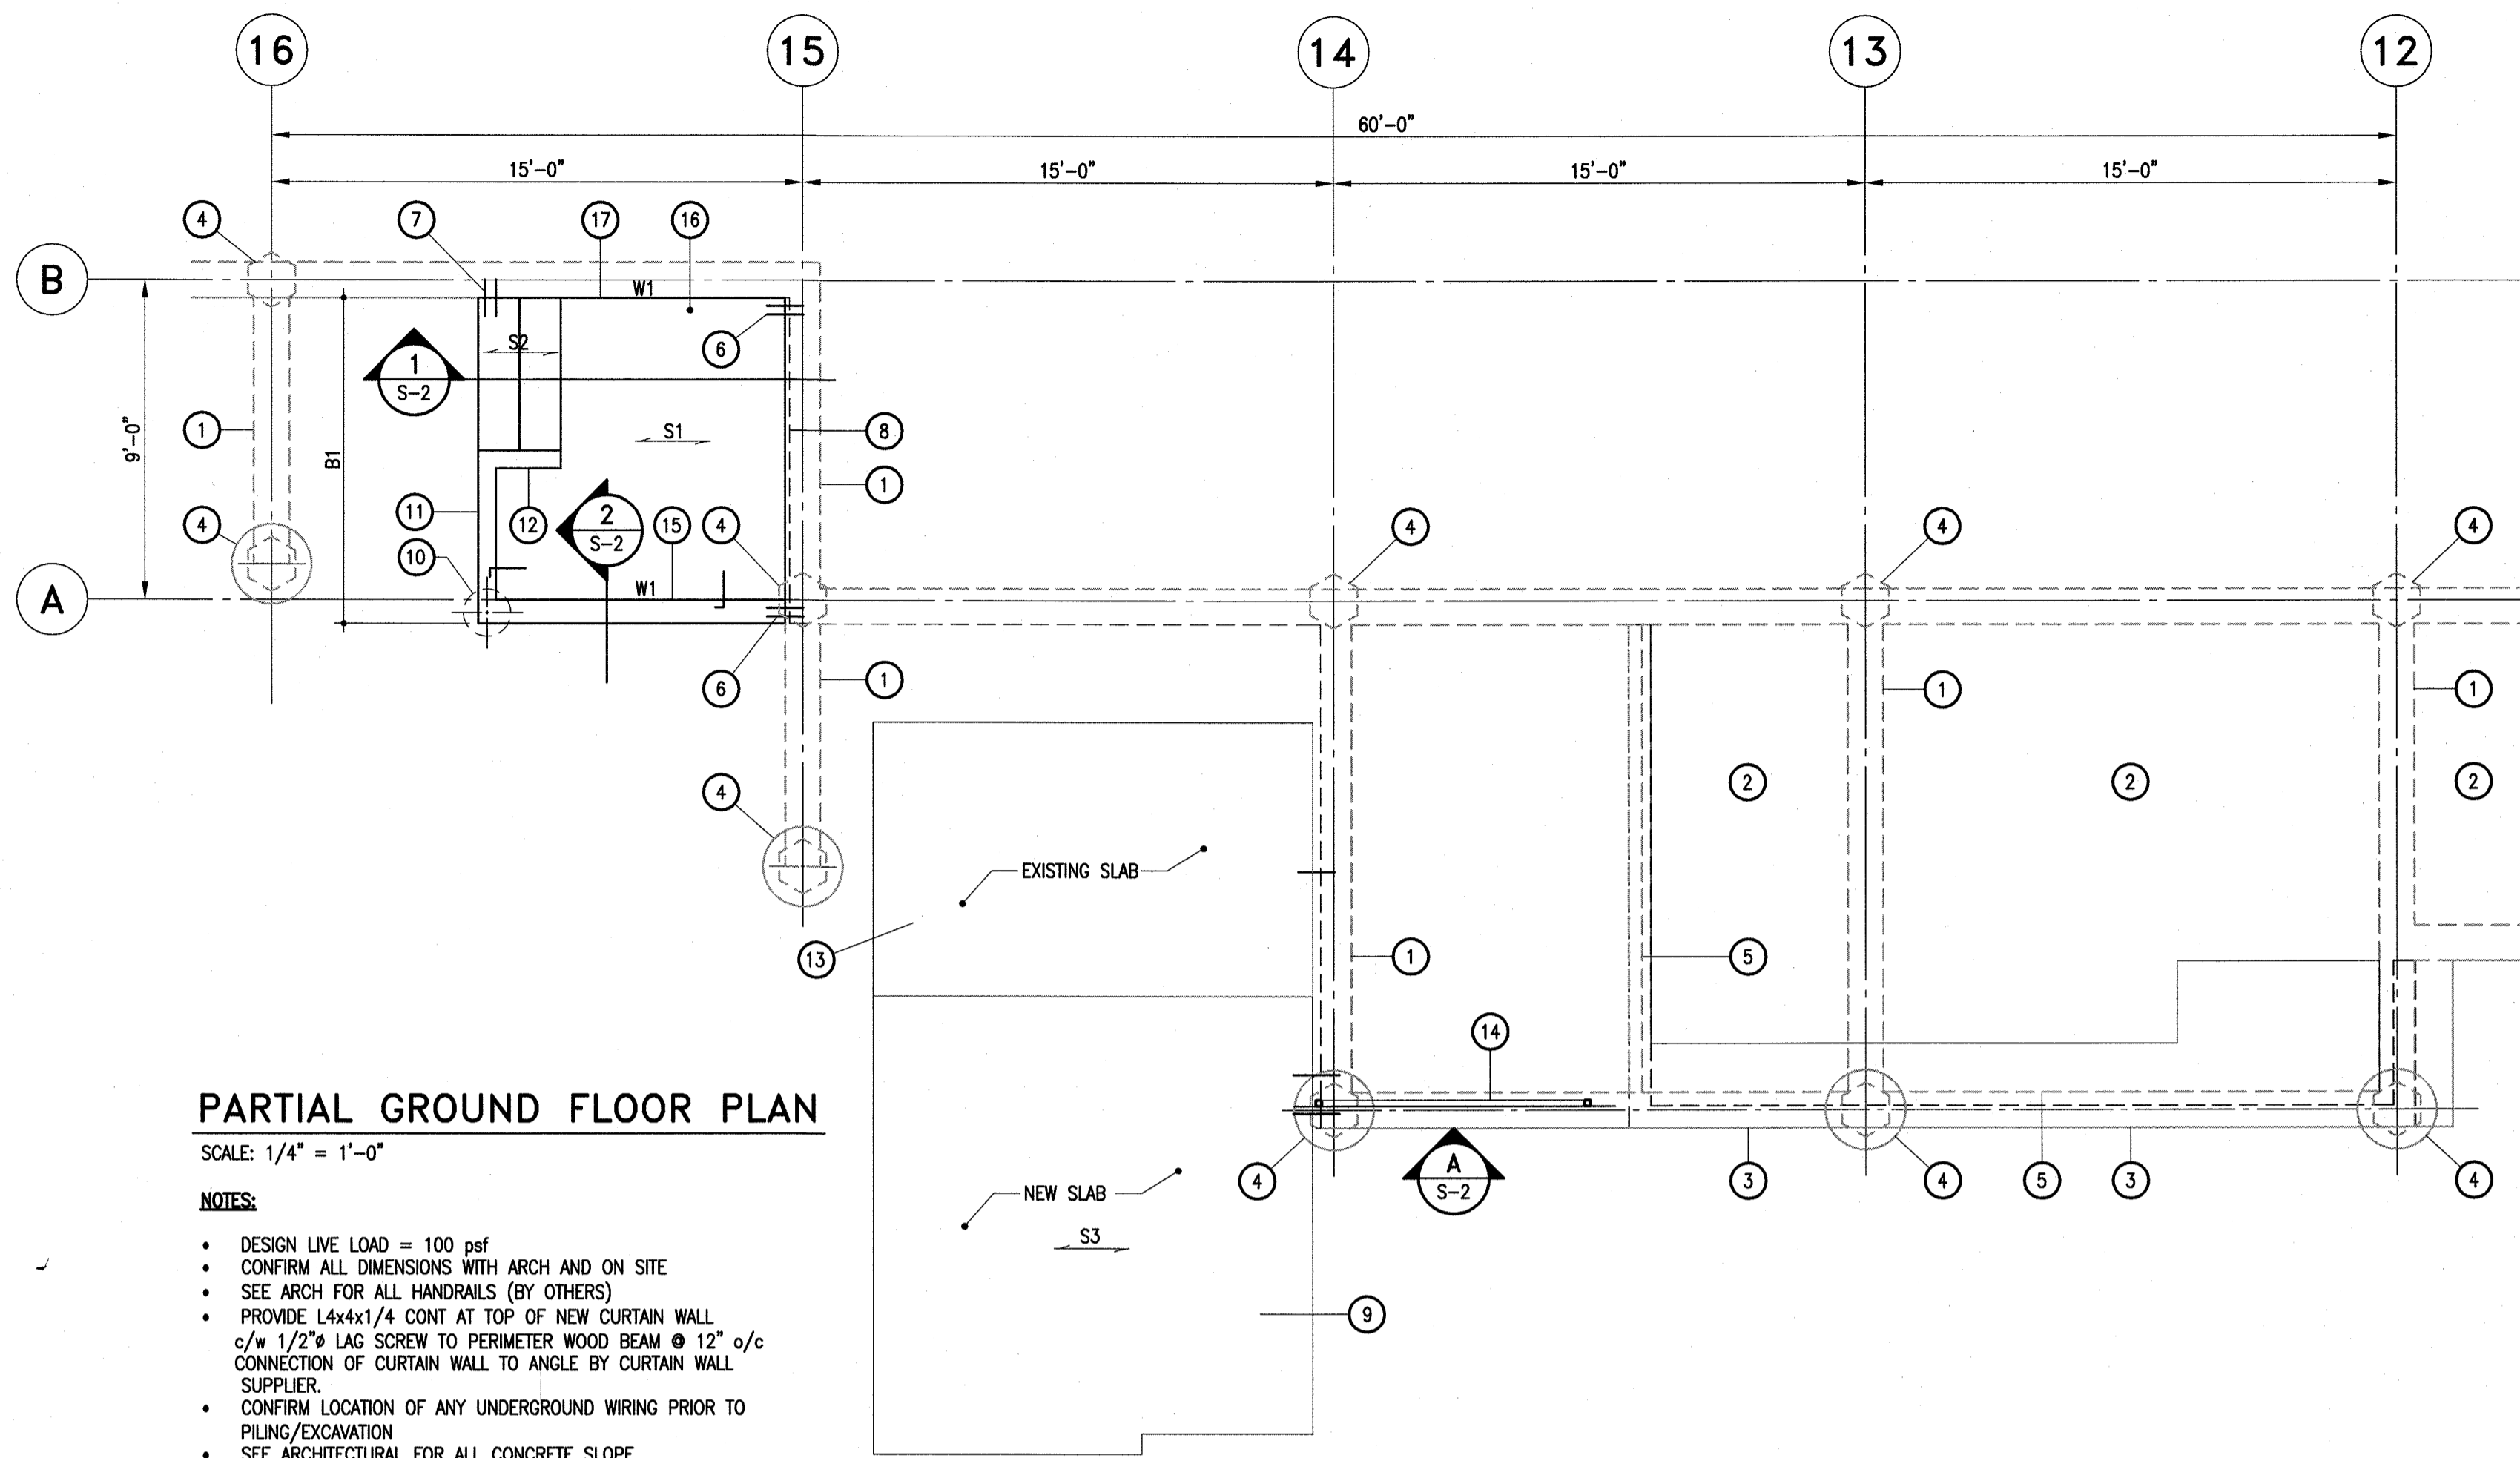 16 15 14 13 12
60'-0"
15'-0" 15'-0" 15'-0" 15'-0"
4 7 17 16
B
W1
S2
6
1
S-2
1
9'-0"
B1
S1
8
1
11
12
2
S-2
15
4
4
4 4 4
10
A
W1
6
1
1 1
4
2 2 2
EXISTING SLAB
13
1
5
14
PARTIAL GROUND FLOOR PLAN
SCALE: 1/4" = 1'-0"
4
A
S-2
3 4 5 3 4
NEW SLAB
S3
9
NOTES:
• DESIGN LIVE LOAD = 100 psf
• CONFIRM ALL DIMENSIONS WITH ARCH AND ON SITE
• SEE ARCH FOR ALL HANDRAILS (BY OTHERS)
• PROVIDE L4x4x1/4 CONT AT TOP OF NEW CURTAIN WALL
c/w 1/2"ø LAG SCREW TO PERIMETER WOOD BEAM @ 12" o/c
CONNECTION OF CURTAIN WALL TO ANGLE BY CURTAIN WALL
SUPPLIER.
• CONFIRM LOCATION OF ANY UNDERGROUND WIRING PRIOR TO
PILING/EXCAVATION
• SEE ARCHITECTURAL FOR ALL CONCRETE SLOPE